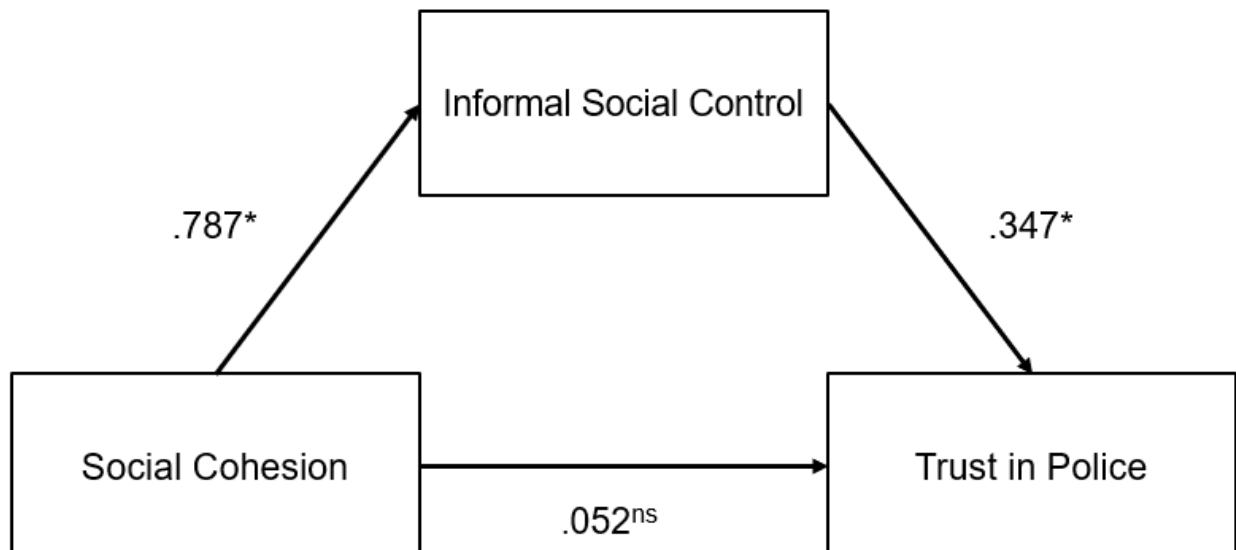 Informal Social Control
.787*
.347*
Social Cohesion
Trust in Police
.052ns